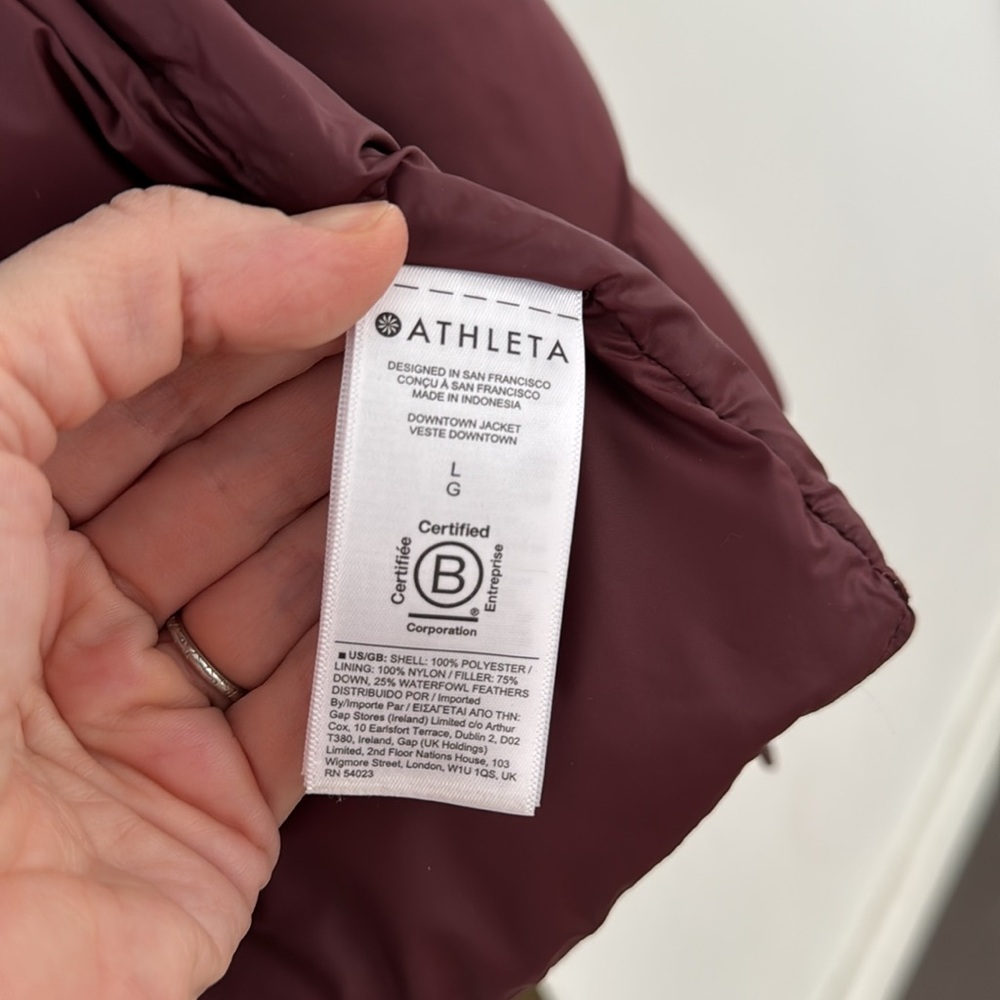 ATHLETA
DESIGNED IN SAN FRANCISCO
CONÇU À SAN FRANCISCO
MADE IN INDONESIA
DOWNTOWN JACKET
VESTE DOWNTOWN
L
G
Certified
Certifiée
B
®
Entreprise
Corporation
■ US/GB: SHELL: 100% POLYESTER /
LINING: 100% NYLON / FILLER: 75%
DOWN, 25% WATERFOWL FEATHERS
DISTRIBUIDO POR / Imported
By/Importe Par / ΕΙΣΑΓΕΤΑΙ ΑΠΟ ΤΗΝ:
Gap Stores (Ireland) Limited c/o Arthur
Cox, 10 Earlsfort Terrace, Dublin 2, D02
T380, Ireland, Gap (UK Holdings)
Limited, 2nd Floor Nations House, 103
Wigmore Street, London, W1U 1QS, UK
RN 54023